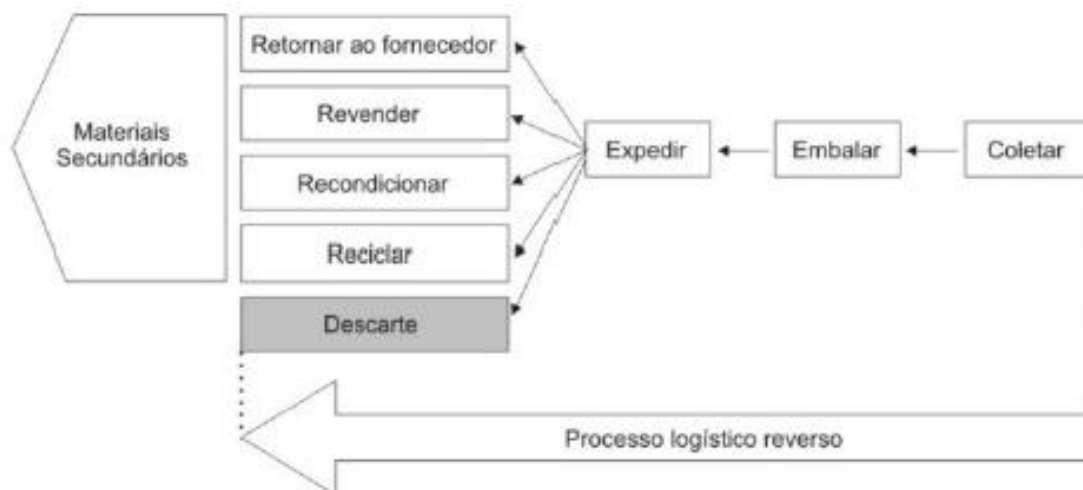 Retornar ao fornecedor
Revender
Materiais
Secundários
Expedir
Embalar
Coletar
Recondicionar
Reciclar
Descarte
Processo logístico reverso